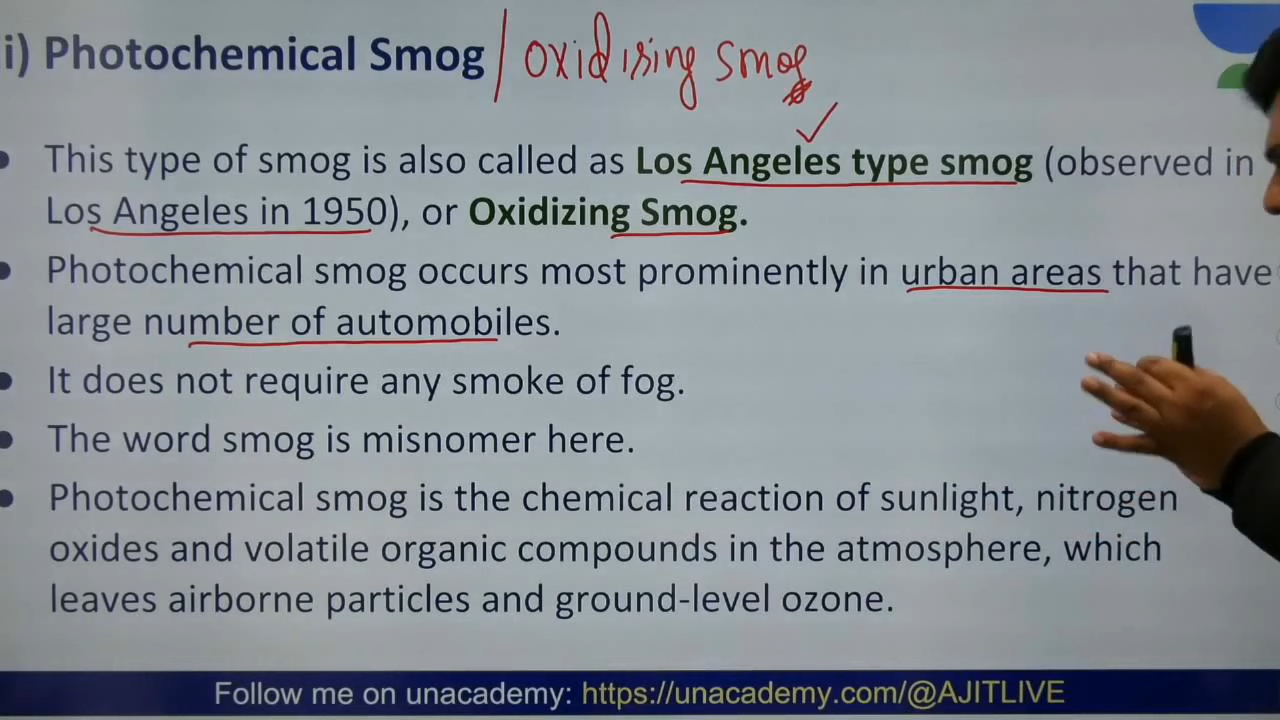 i) Photochemical Smog / oxidising smog
This type of smog is also called as Los Angeles type smog (observed in
Los Angeles in 1950), or Oxidizing Smog.
Photochemical smog occurs most prominently in urban areas that have
large number of automobiles.
It does not require any smoke of fog.
The word smog is misnomer here.
Photochemical smog is the chemical reaction of sunlight, nitrogen
oxides and volatile organic compounds in the atmosphere, which
leaves airborne particles and ground-level ozone.
Follow me on unacademy: https://unacademy.com/@AJITLIVE